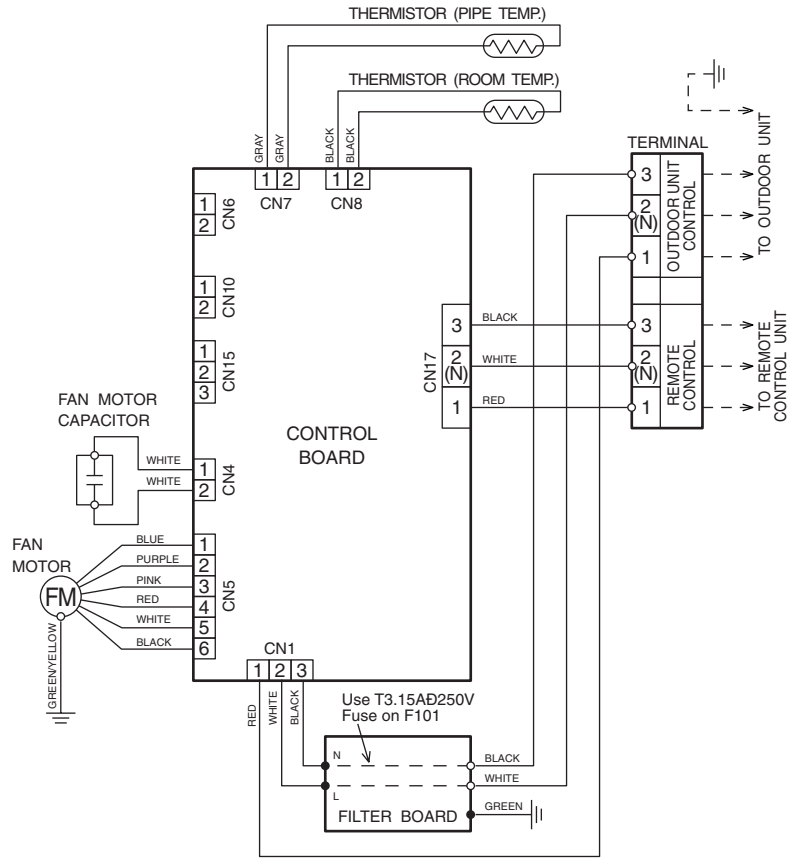 THERMISTOR (PIPE TEMP.)
THERMISTOR (ROOM TEMP.)
GRAY
GRAY
BLACK
BLACK
1 2
CN7
1 2
CN8
1
2
CN6
1
2
CN10
1
2
3
CN15
FAN MOTOR
CAPACITOR
WHITE
WHITE
1
2
CN4
FAN
MOTOR
FM
GREEN/YELLOW
BLUE
PURPLE
PINK
RED
WHITE
BLACK
1
2
3
4
5
6
CN5
CONTROL
BOARD
CN17
3
2
(N)
1
BLACK
WHITE
RED
TERMINAL
3
2
(N)
1
OUTDOOR UNIT
CONTROL
TO OUTDOOR UNIT
3
2
(N)
1
REMOTE
CONTROL
TO REMOTE
CONTROL UNIT
CN1
1 2 3
RED
WHITE
BLACK
Use T3.15AÐ250V
Fuse on F101
N
L
FILTER BOARD
BLACK
WHITE
GREEN